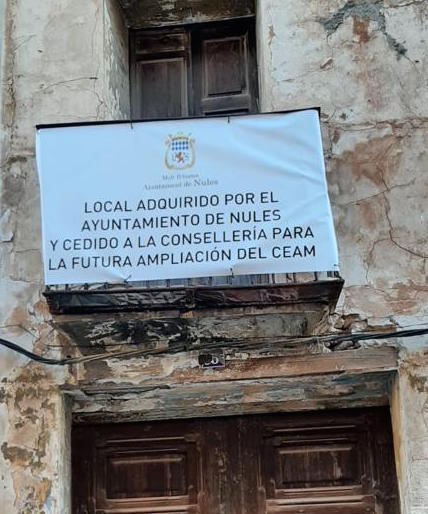 Molt Il·lustre
Ajuntament de Nules
LOCAL ADQUIRIDO POR EL
AYUNTAMIENTO DE NULES
Y CEDIDO A LA CONSELLERÍA PARA
LA FUTURA AMPLIACIÓN DEL CEAM